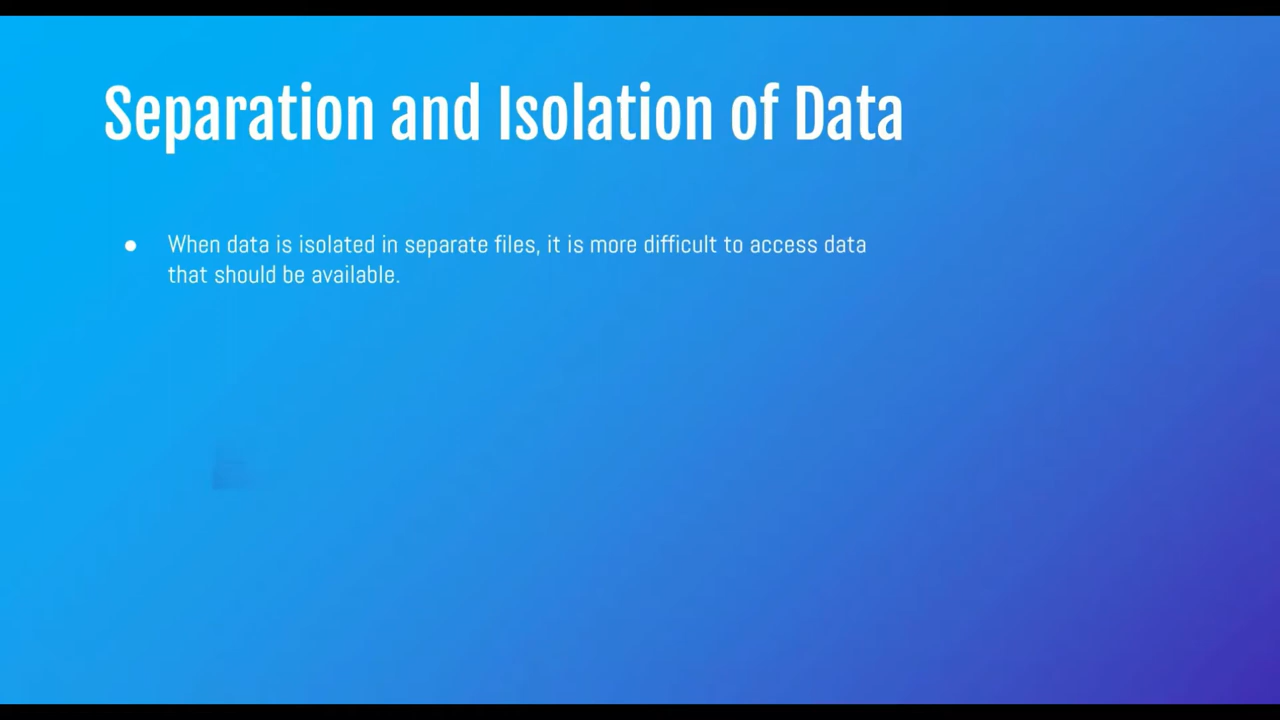 Separation and Isolation of Data
● When data is isolated in separate files, it is more difficult to access data
that should be available.